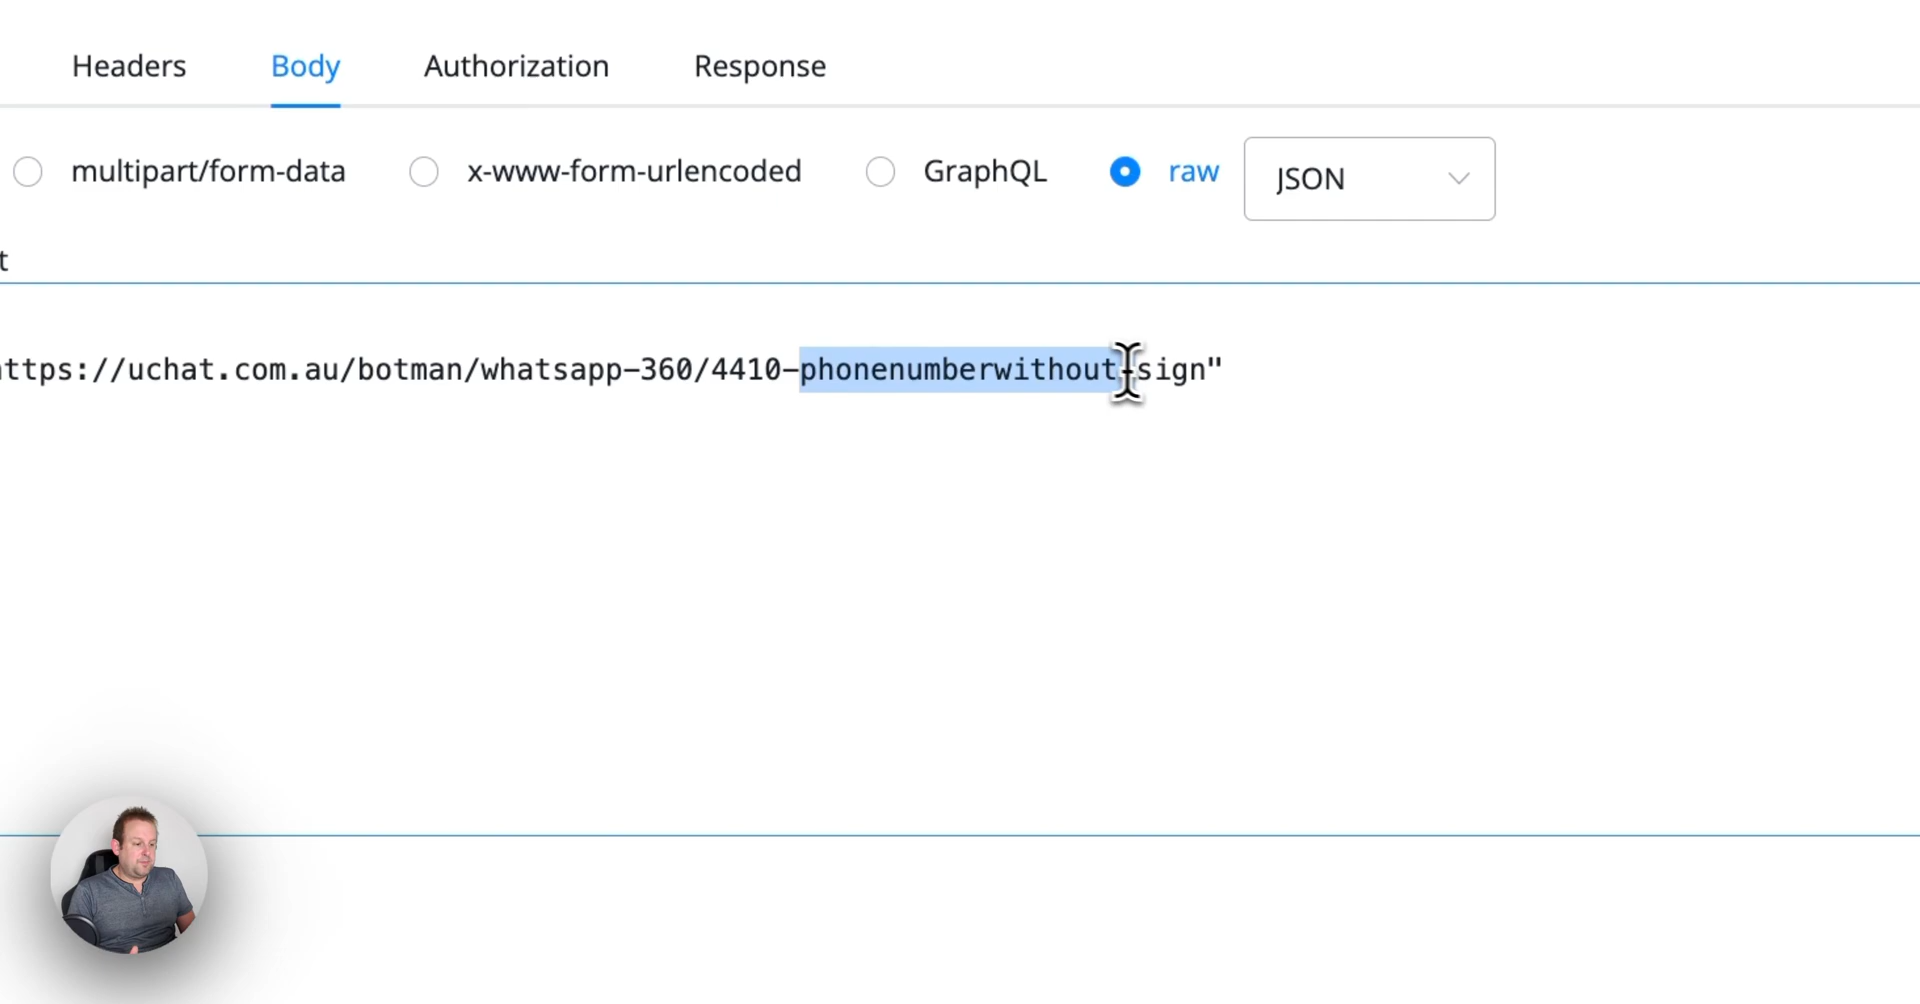 Headers Body Authorization Response
multipart/form-data x-www-form-urlencoded GraphQL raw JSON
t
ttps://uchat.com.au/botman/whatsapp-360/4410-phonenumberwithout-sign"